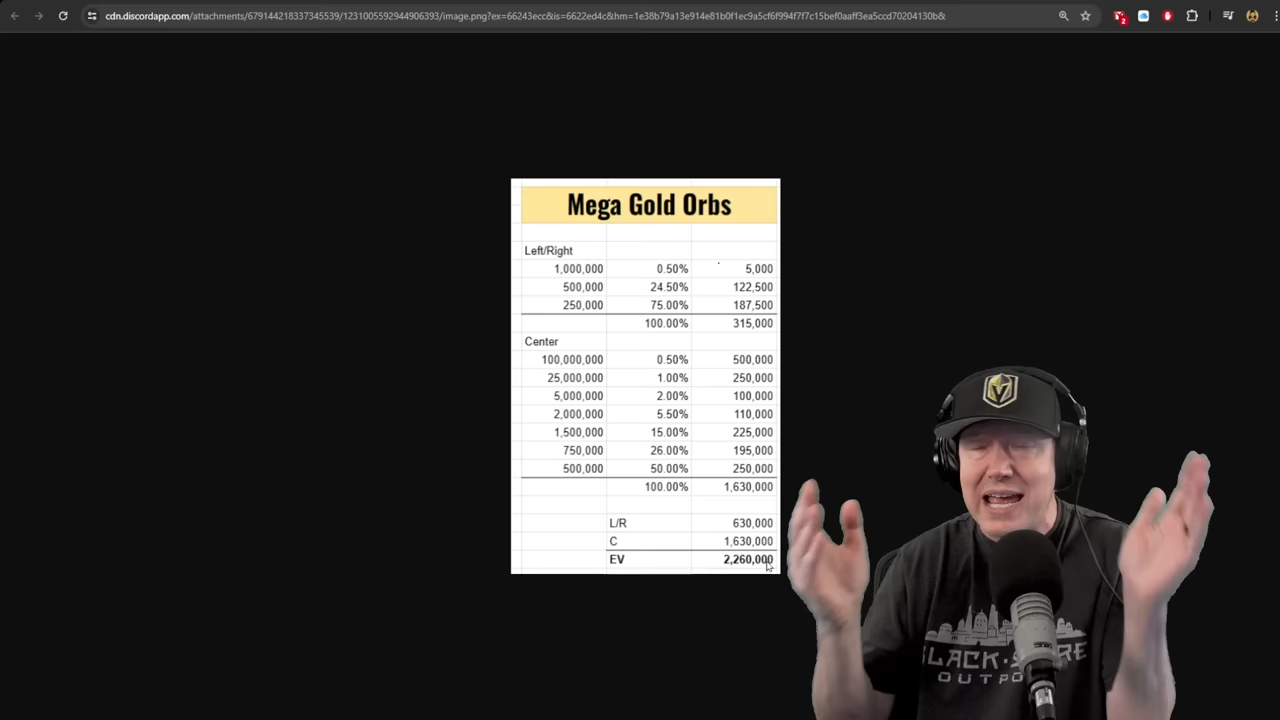 cdn.discordapp.com/attachments/679144218337345539/1231005592944906393/image.png?ex=66243ecc&is=6622ed4c&hm=1e38b79a13e914e81b0f1ec9a5cf6f994f7f7c15bef0aaff3ea5ccd70204130b&
2
Mega Gold Orbs
Left/Right
1,000,000 0.50% 5,000
500,000 24.50% 122,500
250,000 75.00% 187,500
100.00% 315,000
Center
100,000,000 0.50% 500,000
25,000,000 1.00% 250,000
5,000,000 2.00% 100,000
2,000,000 5.50% 110,000
1,500,000 15.00% 225,000
750,000 26.00% 195,000
500,000 50.00% 250,000
100.00% 1,630,000
L/R 630,000
C 1,630,000
EV 2,260,000
V